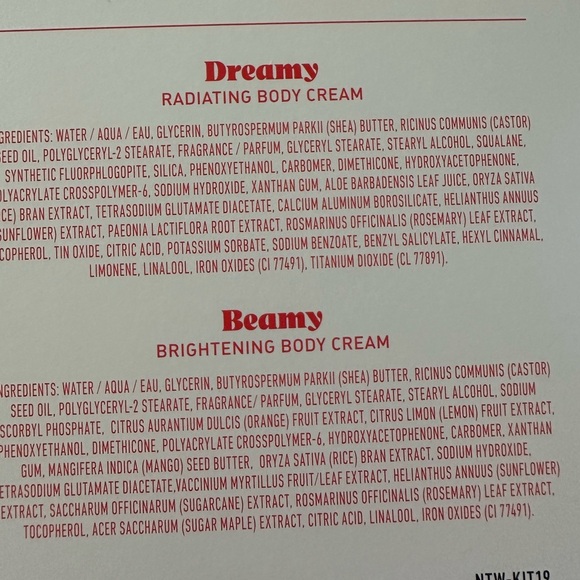 Dreamy
RADIATING BODY CREAM
GREDIENTS: WATER / AQUA / EAU, GLYCERIN, BUTYROSPERMUM PARKII (SHEA) BUTTER, RICINUS COMMUNIS (CASTOR)
SEED OIL, POLYGLYCERYL-2 STEARATE, FRAGRANCE / PARFUM, GLYCERYL STEARATE, STEARYL ALCOHOL, SQUALANE,
SYNTHETIC FLUORPHLOGOPITE, SILICA, PHENOXYETHANOL, CARBOMER, DIMETHICONE, HYDROXYACETOPHENONE,
OLYACRYLATE CROSSPOLYMER-6, SODIUM HYDROXIDE, XANTHAN GUM, ALOE BARBADENSIS LEAF JUICE, ORYZA SATIVA
ICE) BRAN EXTRACT, TETRASODIUM GLUTAMATE DIACETATE, CALCIUM ALUMINUM BOROSILICATE, HELIANTHUS ANNUUS
SUNFLOWER) EXTRACT, PAEONIA LACTIFLORA ROOT EXTRACT, ROSMARINUS OFFICINALIS (ROSEMARY) LEAF EXTRACT,
COPHEROL, TIN OXIDE, CITRIC ACID, POTASSIUM SORBATE, SODIUM BENZOATE, BENZYL SALICYLATE, HEXYL CINNAMAL,
LIMONENE, LINALOOL, IRON OXIDES (CI 77491), TITANIUM DIOXIDE (CL 77891).
Beamy
BRIGHTENING BODY CREAM
NGREDIENTS: WATER / AQUA / EAU, GLYCERIN, BUTYROSPERMUM PARKII (SHEA) BUTTER, RICINUS COMMUNIS (CASTOR)
SEED OIL, POLYGLYCERYL-2 STEARATE, FRAGRANCE/ PARFUM, GLYCERYL STEARATE, STEARYL ALCOHOL, SODIUM
SCORBYL PHOSPHATE, CITRUS AURANTIUM DULCIS (ORANGE) FRUIT EXTRACT, CITRUS LIMON (LEMON) FRUIT EXTRACT,
PHENOXYETHANOL, DIMETHICONE, POLYACRYLATE CROSSPOLYMER-6, HYDROXYACETOPHENONE, CARBOMER, XANTHAN
GUM, MANGIFERA INDICA (MANGO) SEED BUTTER, ORYZA SATIVA (RICE) BRAN EXTRACT, SODIUM HYDROXIDE,
ETRASODIUM GLUTAMATE DIACETATE,VACCINIUM MYRTILLUS FRUIT/LEAF EXTRACT, HELIANTHUS ANNUUS (SUNFLOWER)
EXTRACT, SACCHARUM OFFICINARUM (SUGARCANE) EXTRACT, ROSMARINUS OFFICINALIS (ROSEMARY) LEAF EXTRACT,
TOCOPHEROL, ACER SACCHARUM (SUGAR MAPLE) EXTRACT, CITRIC ACID, LINALOOL, IRON OXIDES (CI 77491).
NTW-KIT19